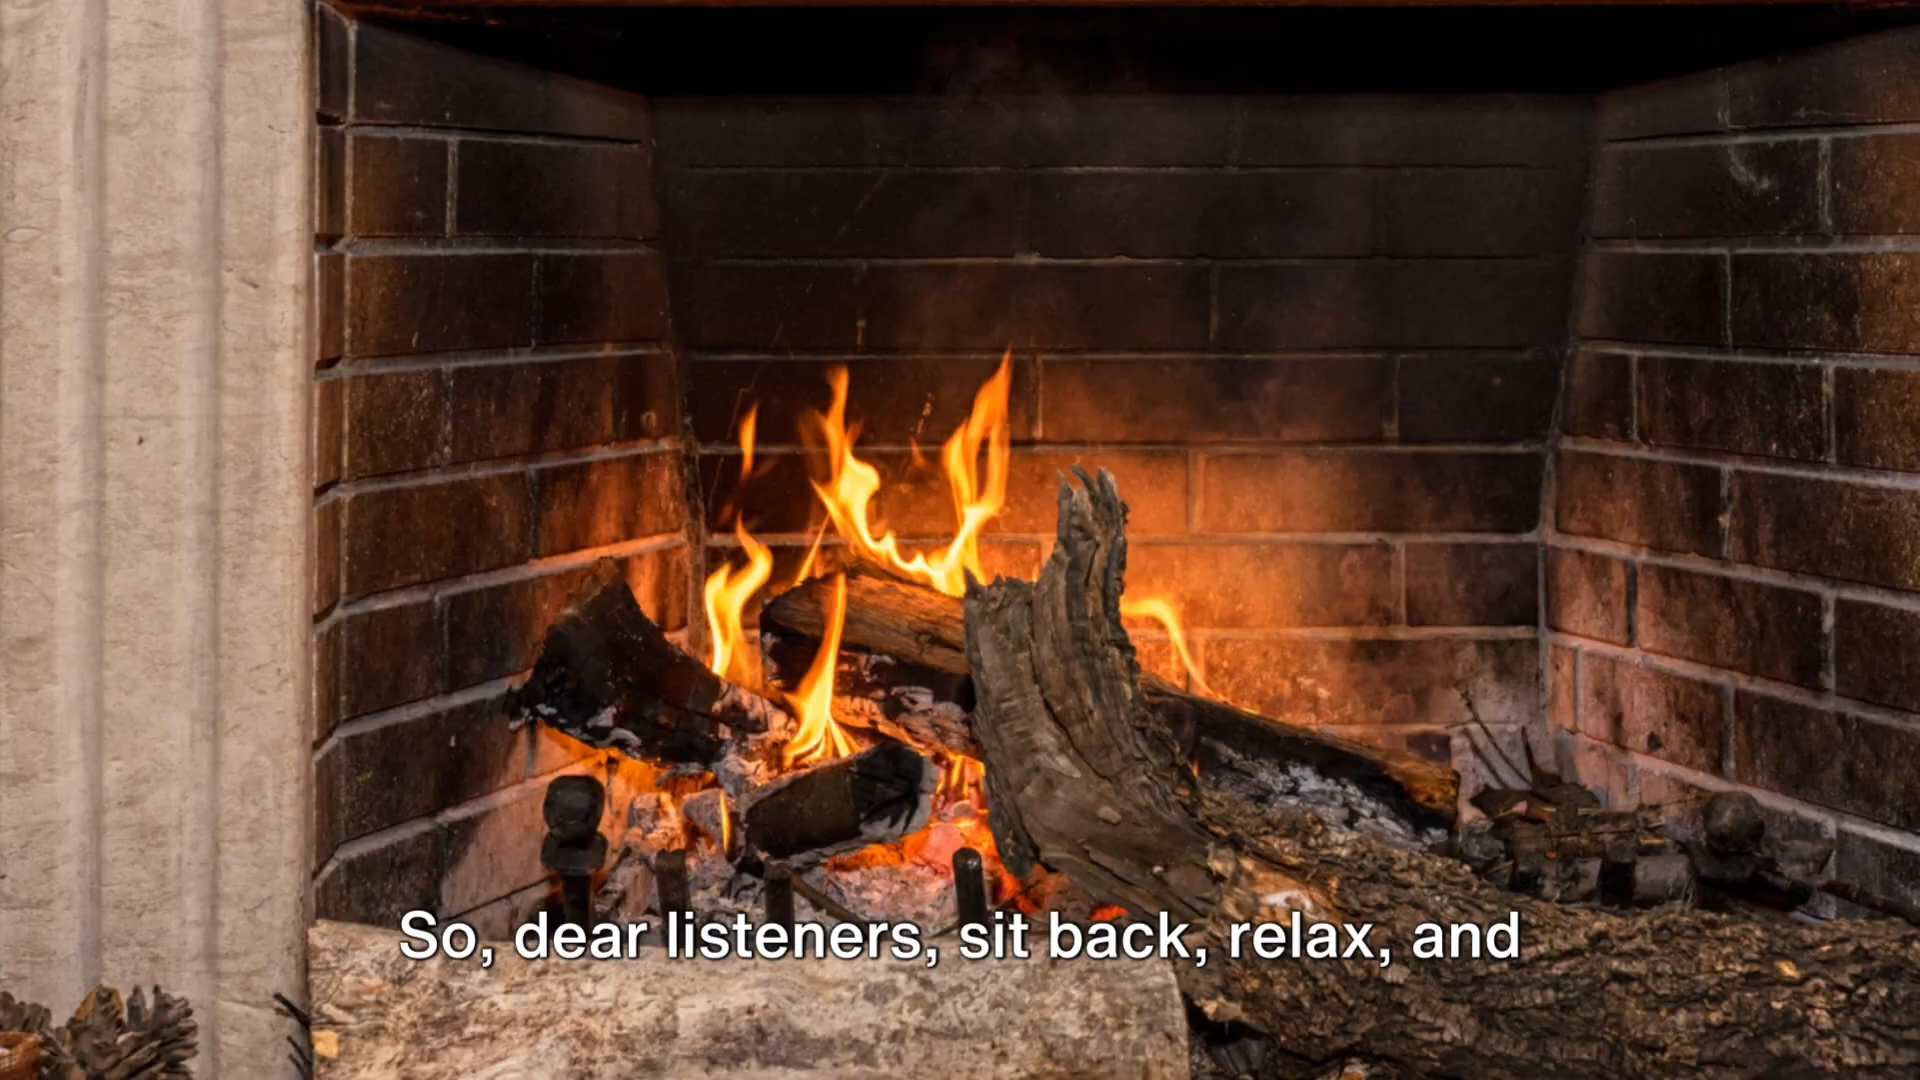 So, dear listeners, sit back, relax, and